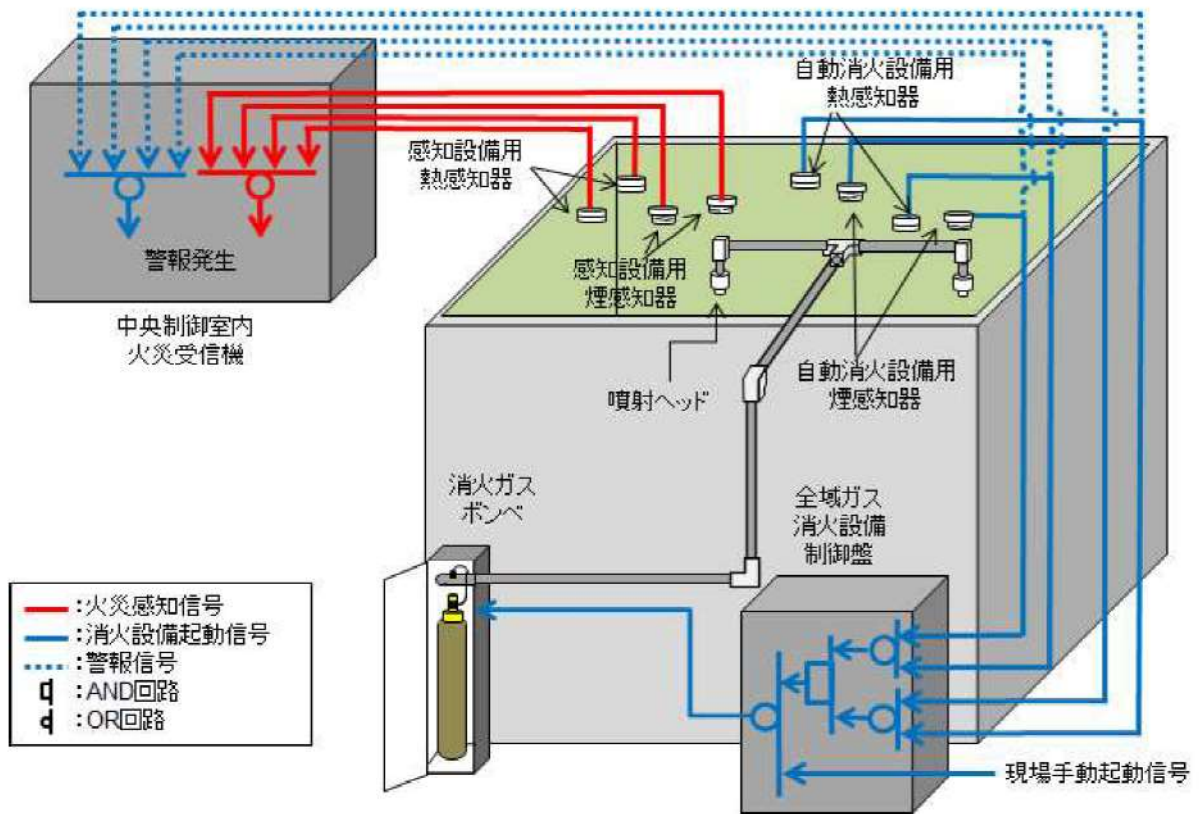 自動消火設備用
熱感知器
感知設備用
熱感知器
警報発生
感知設備用
煙感知器
中央制御室内
火災受信機
噴射ヘッド
自動消火設備用
煙感知器
消火ガス
ボンベ
全域ガス
消火設備
制御盤
:火災感知信号
:消火設備起動信号
:警報信号
:AND回路
:OR回路
現場手動起動信号